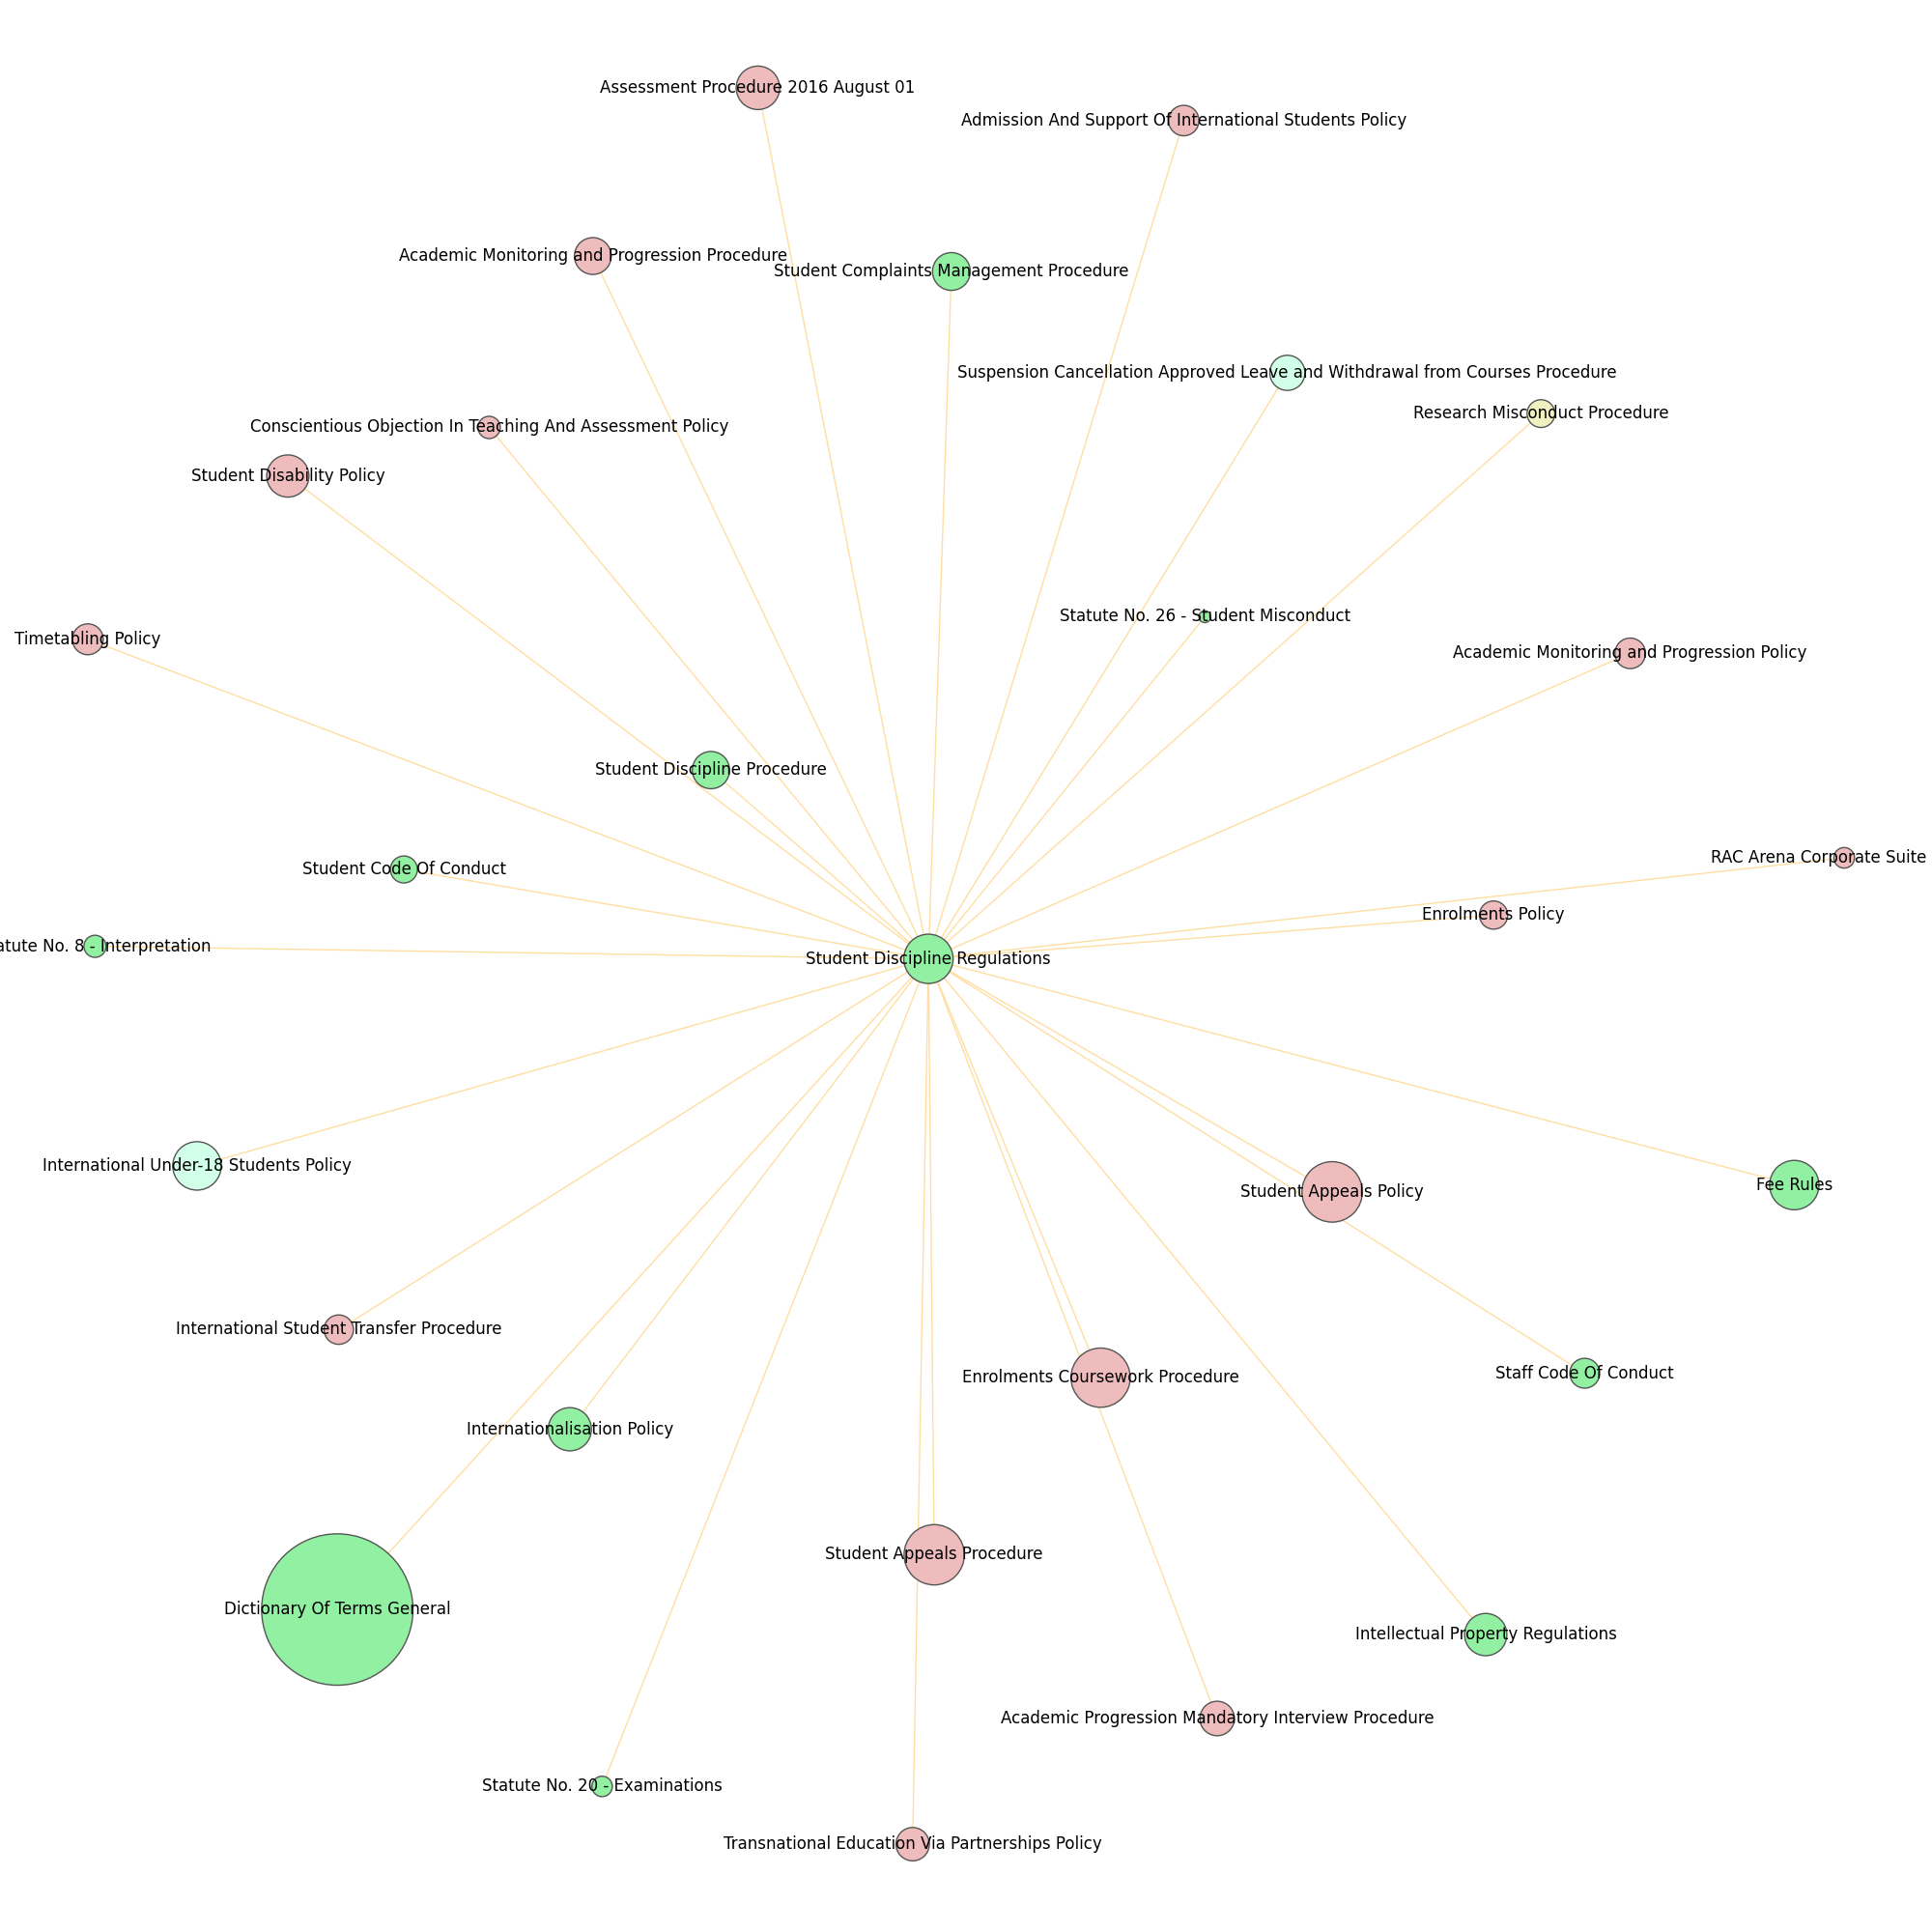 Assessment Procedure 2016 August 01
Admission And Support Of International Students Policy
Academic Monitoring and Progression Procedure
Student Complaints Management Procedure
Suspension Cancellation Approved Leave and Withdrawal from Courses Procedure
Research Misconduct Procedure
Conscientious Objection In Teaching And Assessment Policy
Student Disability Policy
Statute No. 26 - Student Misconduct
Timetabling Policy
Academic Monitoring and Progression Policy
Student Discipline Procedure
RAC Arena Corporate Suite
Student Code Of Conduct
Enrolments Policy
atute No. 8 - Interpretation
Student Discipline Regulations
International Under-18 Students Policy
Fee Rules
Student Appeals Policy
International Student Transfer Procedure
Staff Code Of Conduct
Enrolments Coursework Procedure
Internationalisation Policy
Student Appeals Procedure
Dictionary Of Terms General
Intellectual Property Regulations
Academic Progression Mandatory Interview Procedure
Statute No. 20 - Examinations
Transnational Education Via Partnerships Policy